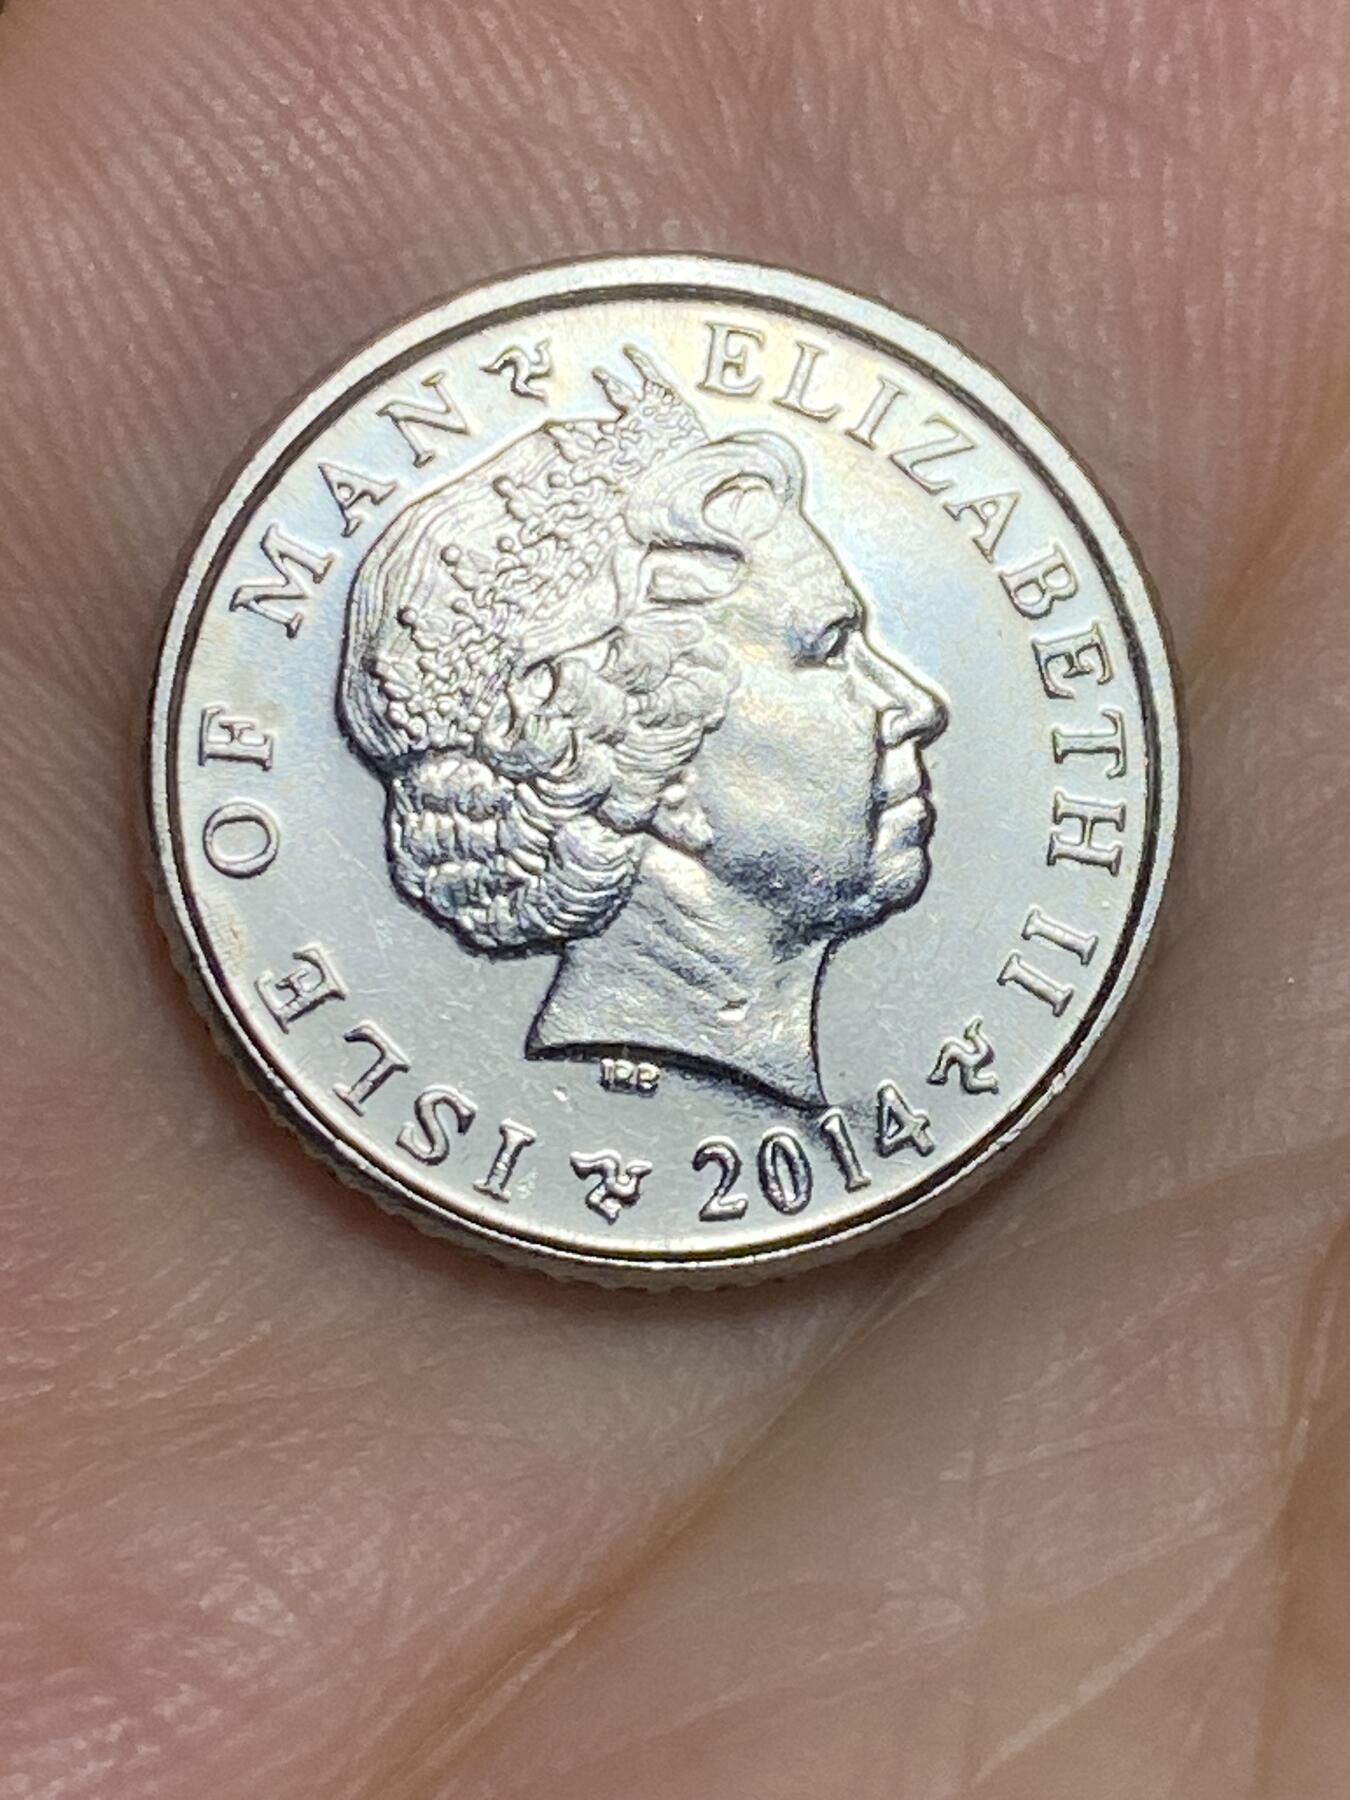 ISLE OF MAN
ELIZABETH II
2014
IRB